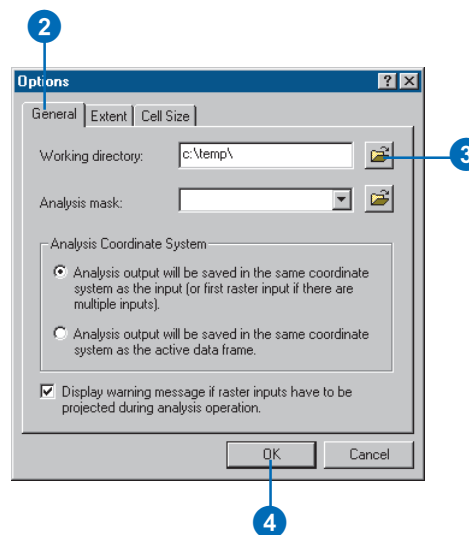 2
Options
General Extent Cell Size
Working directory: c:\temp\
3
Analysis mask:
Analysis Coordinate System
Analysis output will be saved in the same coordinate
system as the input (or first raster input if there are
multiple inputs).
Analysis output will be saved in the same coordinate
system as the active data frame.
Display warning message if raster inputs have to be
projected during analysis operation.
OK Cancel
4